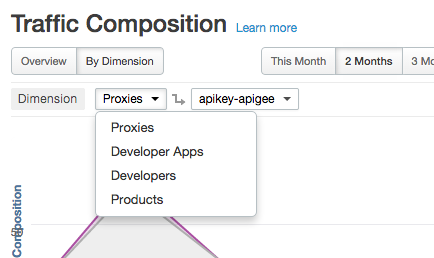 Traffic Composition Learn more
Overview By Dimension This Month 2 Months 3 Mo
Dimension Proxies apikey-apigee
Proxies
Developer Apps
Developers
Products
Composition